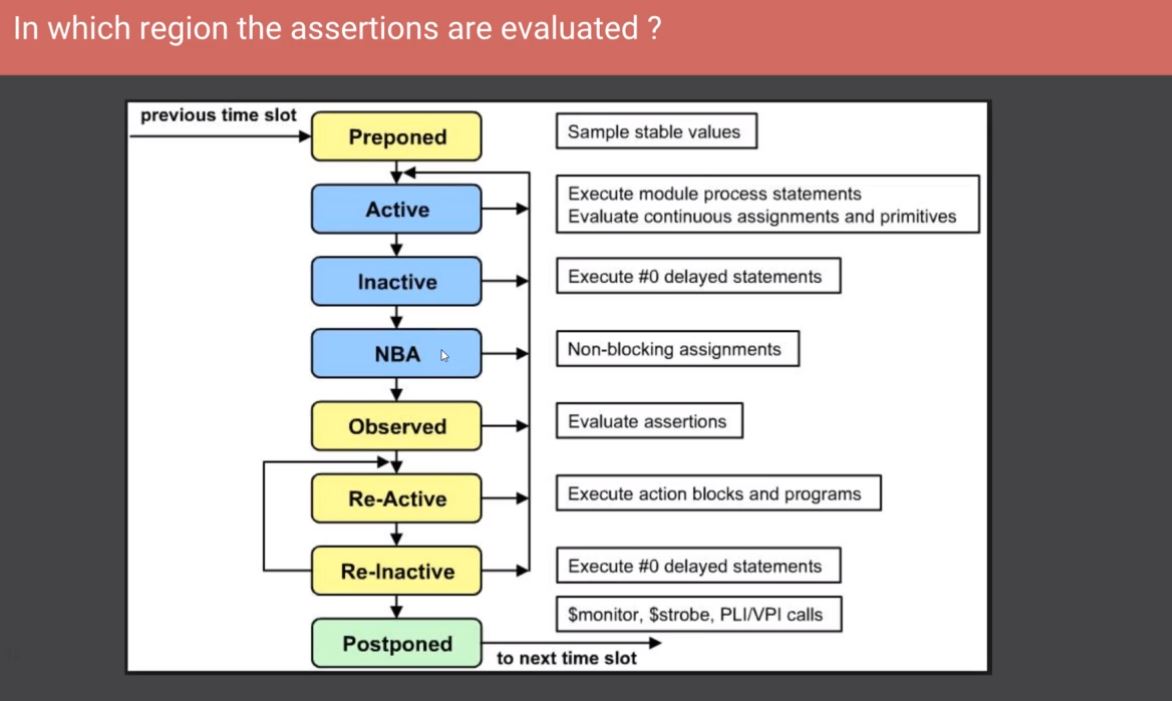 In which region the assertions are evaluated ?
previous time slot
Preponed
Sample stable values
Active
Execute module process statements
Evaluate continuous assignments and primitives
Inactive
Execute #0 delayed statements
NBA
Non-blocking assignments
Observed
Evaluate assertions
Re-Active
Execute action blocks and programs
Re-Inactive
Execute #0 delayed statements
$monitor, $strobe, PLI/VPI calls
Postponed
to next time slot